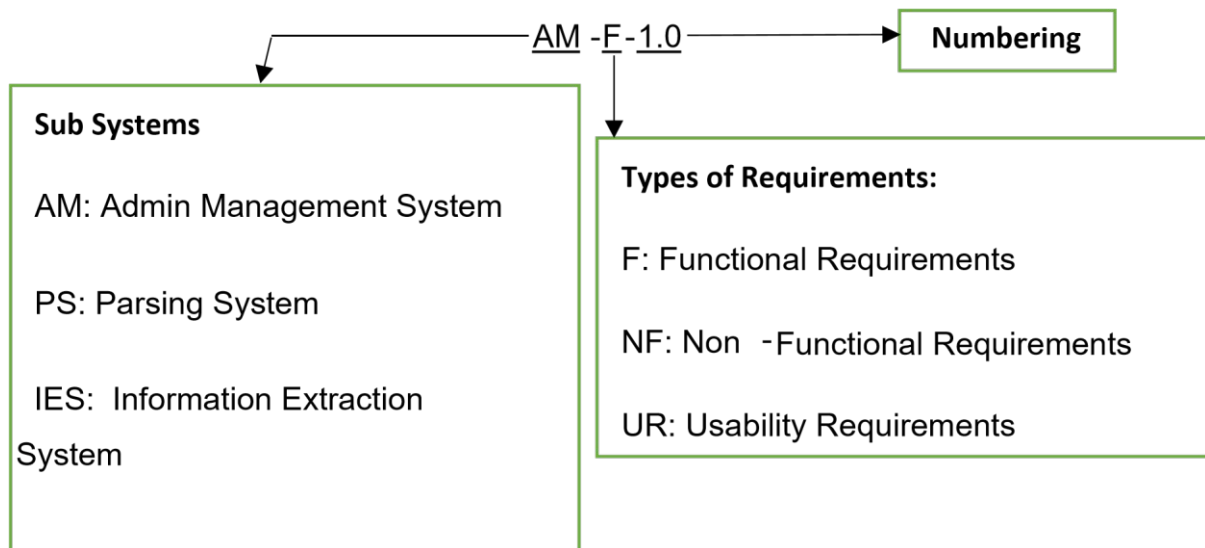 AM -F-1.0
Numbering
Sub Systems
AM: Admin Management System
PS: Parsing System
IES: Information Extraction
System
Types of Requirements:
F: Functional Requirements
NF: Non -Functional Requirements
UR: Usability Requirements